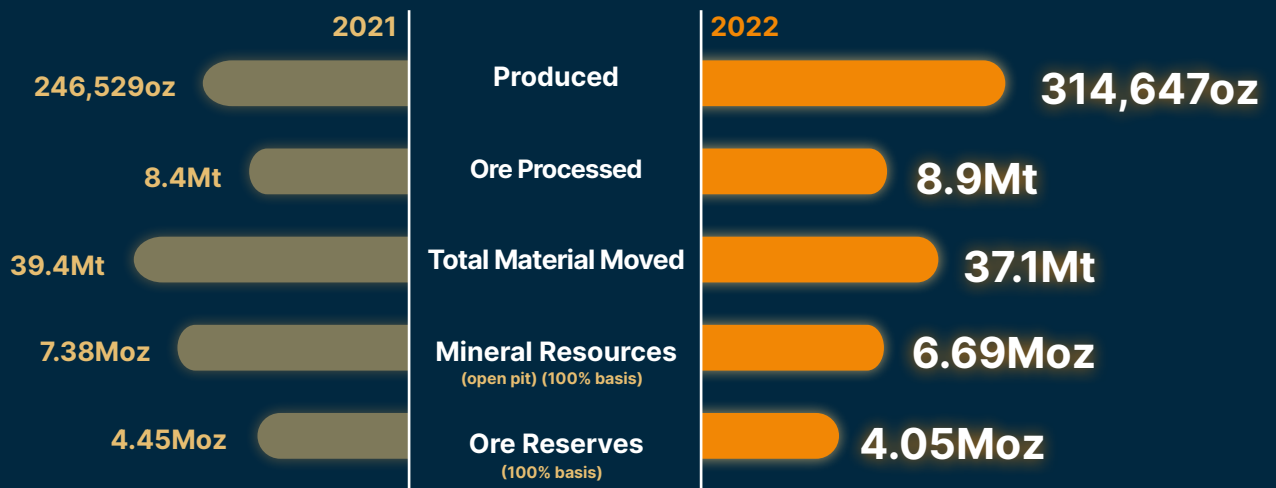 2021
2022
246,529oz
Produced
314,647oz
8.4Mt
Ore Processed
8.9Mt
39.4Mt
Total Material Moved
37.1Mt
7.38Moz
Mineral Resources
(open pit) (100% basis)
6.69Moz
4.45Moz
Ore Reserves
(100% basis)
4.05Moz